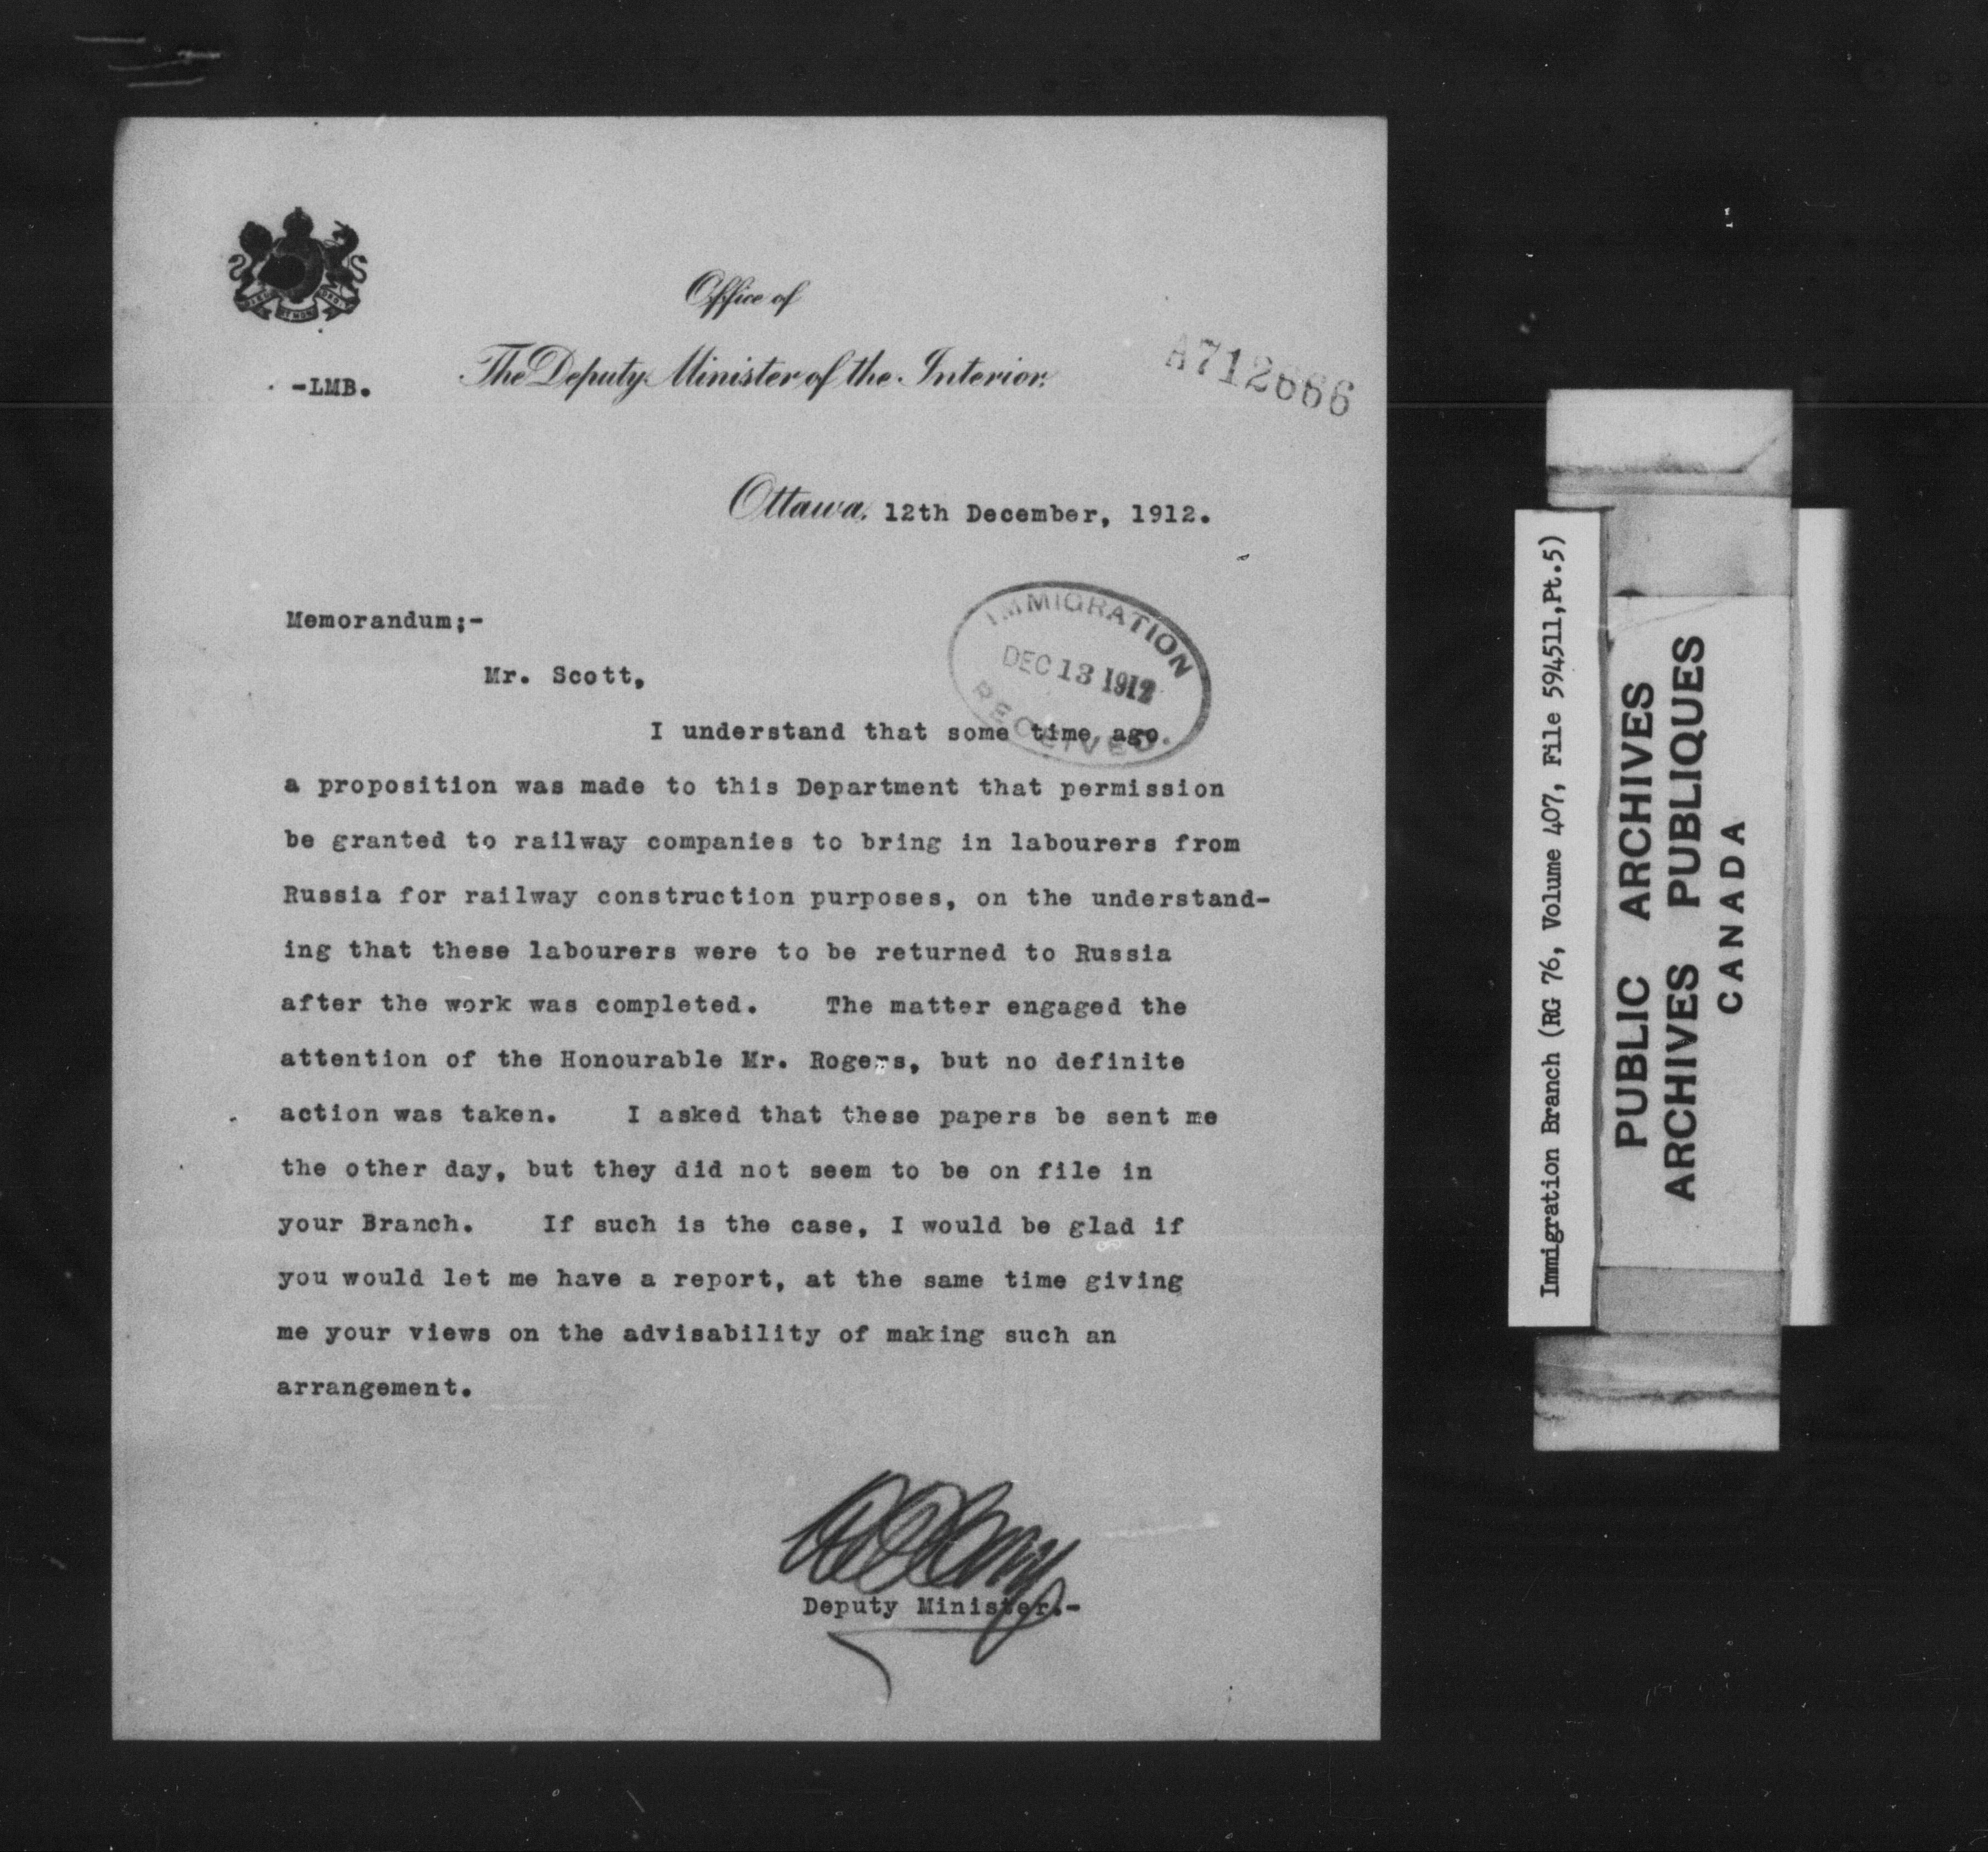 Office of
The Deputy Minister of the Interior.
-LMB.
A712666
Ottawa, 12th December, 1912.
IMMIGRATION
DEC 13 1912
RECEIVED.
Memorandum;-
Mr. Scott,
I understand that some time ago
a proposition was made to this Department that permission
be granted to railway companies to bring in labourers from
Russia for railway construction purposes, on the understand-
ing that these labourers were to be returned to Russia
after the work was completed. The matter engaged the
attention of the Honourable Mr. Rogers, but no definite
action was taken. I asked that these papers be sent me
the other day, but they did not seem to be on file in
your Branch. If such is the case, I would be glad if
you would let me have a report, at the same time giving
me your views on the advisability of making such an
arrangement.
Deputy Minister.-
Immigration Branch (RG 76, Volume 407, File 594511,Pt.5)
PUBLIC ARCHIVES
ARCHIVES PUBLIQUES
CANADA